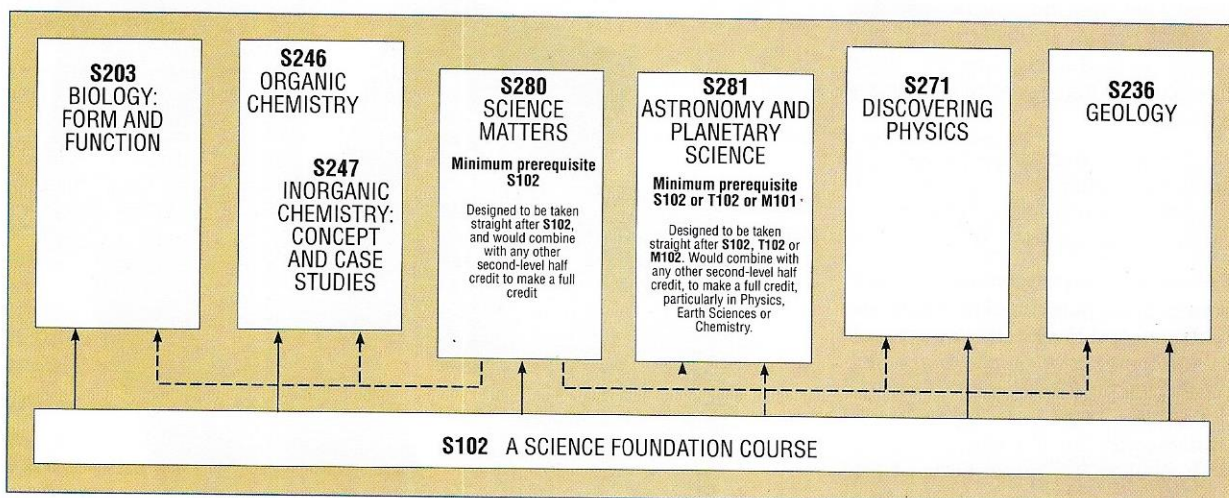 S203
BIOLOGY:
FORM AND
FUNCTION
S246
ORGANIC
CHEMISTRY
S247
INORGANIC
CHEMISTRY:
CONCEPT
AND CASE
STUDIES
S280
SCIENCE
MATTERS
Minimum prerequisite
S102
Designed to be taken
straight after S102,
and would combine
with any other
second-level half
credit to make a full
credit
S281
ASTRONOMY AND
PLANETARY
SCIENCE
Minimum prerequisite
S102 or T102 or M101
Designed to be taken
straight after S102, T102 or
M102. Would combine with
any other second-level half
credit, to make a full credit,
particularly in Physics,
Earth Sciences or
Chemistry.
S271
DISCOVERING
PHYSICS
S236
GEOLOGY
S102 A SCIENCE FOUNDATION COURSE